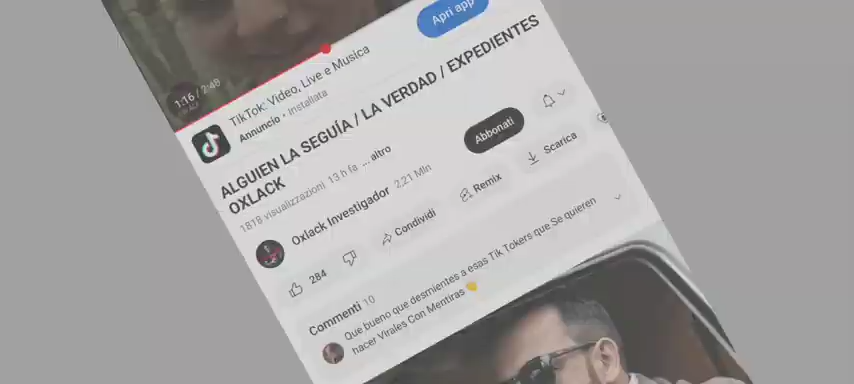 1:16 / 2:48
Apri app
TikTok: Video, Live e Musica
Annuncio • Installata
ALGUIEN LA SEGUÍA / LA VERDAD / EXPEDIENTES
OXLACK
1818 visualizzazioni 13 h fa ... altro
Oxlack Investigador 2,21 Mln
Abbonati
284
Condividi
Remix
Scarica
Commenti 10
Que bueno que desmientes a esas Tik Tokers que Se quieren
hacer Virales Con Mentiras 👏